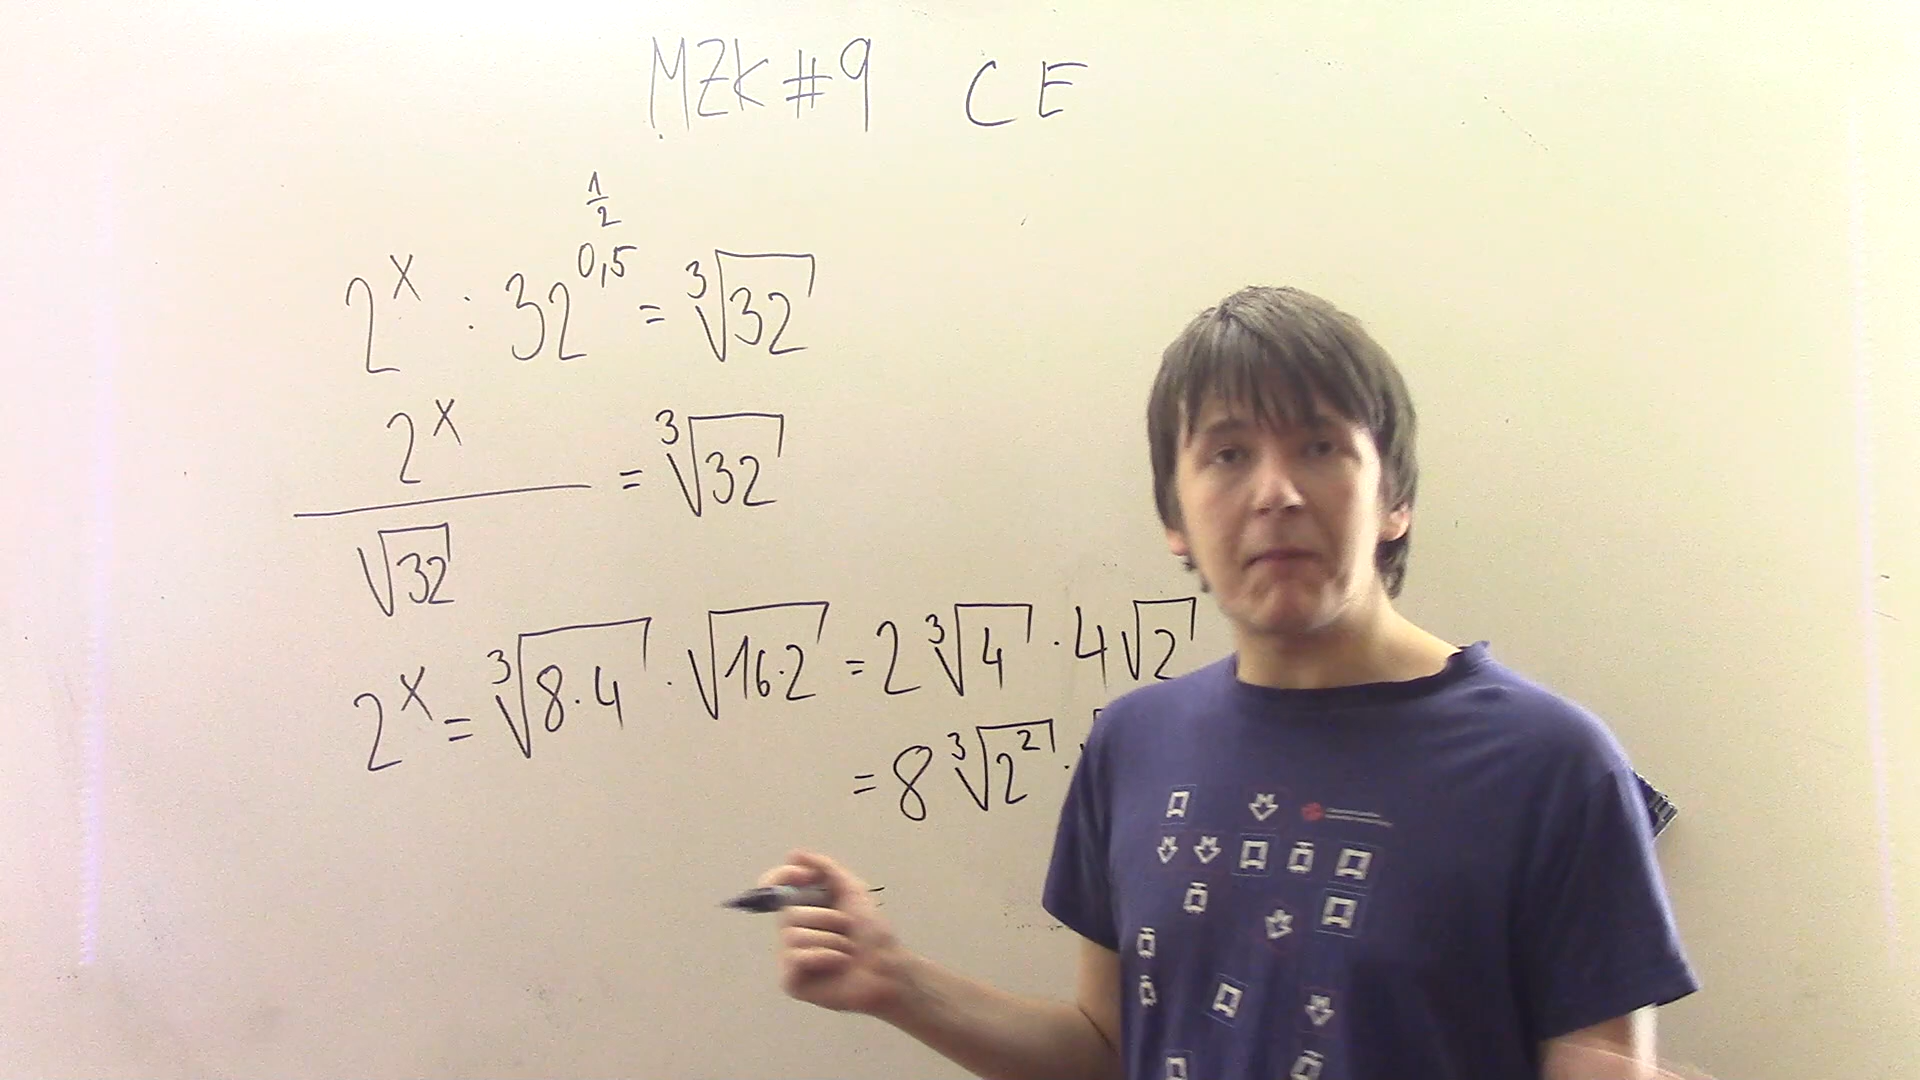 MZK#9 CE
1/2
2^x : 32^0,5 = ∛32
2^x/√32 = ∛32
2^x = ∛8·4 · √16·2 = 2∛4 · 4√2
= 8∛2² ·
=